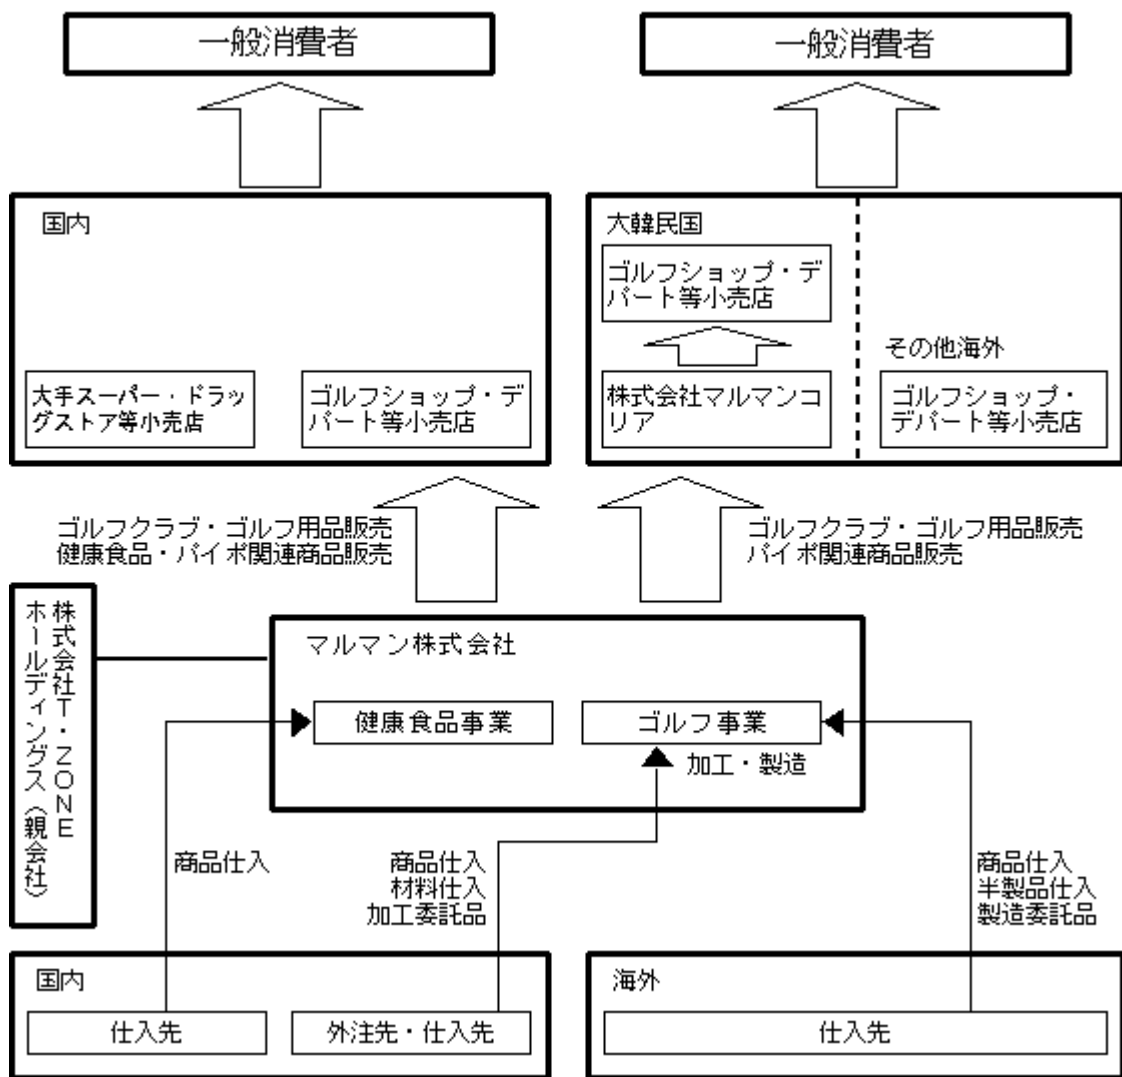 一般消費者
一般消費者
国内
大手スーパー・ドラッ
グストア等小売店
ゴルフショップ・デ
パート等小売店
大韓民国
ゴルフショップ・デ
パート等小売店
株式会社マルマンコ
リア
その他海外
ゴルフショップ・
デパート等小売店
ゴルフクラブ・ゴルフ用品販売
健康食品・パイポ関連商品販売
ゴルフクラブ・ゴルフ用品販売
パイポ関連商品販売
株式会社T・ZONE
ホールディングス（親会社）
マルマン株式会社
健康食品事業
ゴルフ事業
加工・製造
商品仕入
商品仕入
材料仕入
加工委託品
商品仕入
半製品仕入
製造委託品
国内
仕入先
外注先・仕入先
海外
仕入先